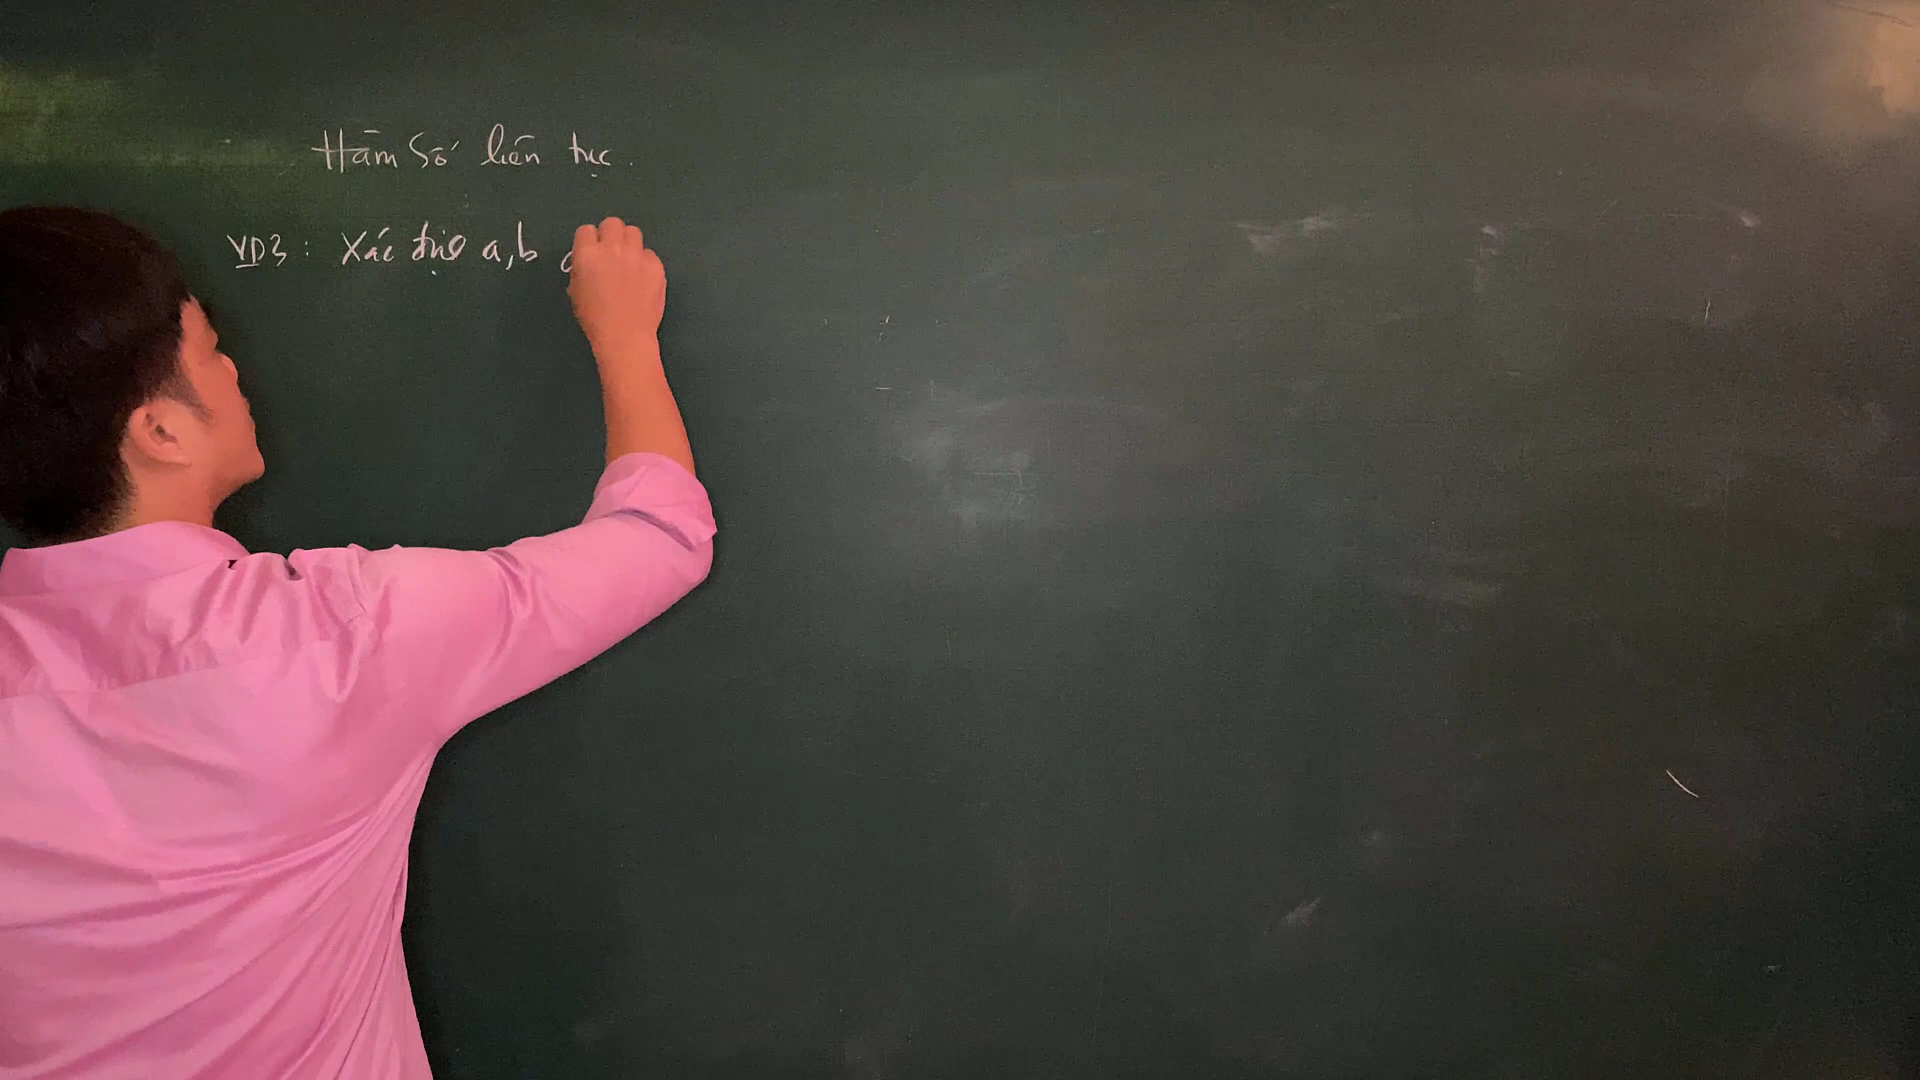 Hàm số liên tục.
VD3: Xác định a, b